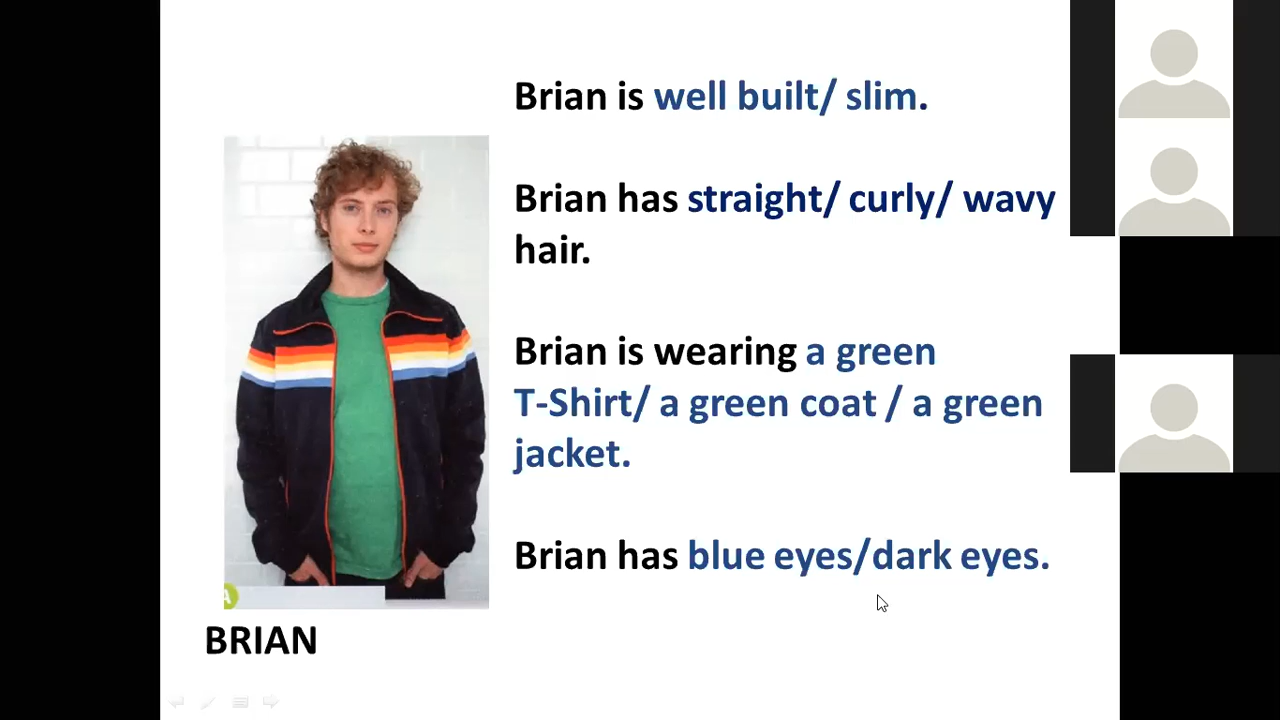 Brian is well built/ slim.
Brian has straight/ curly/ wavy
hair.
Brian is wearing a green
T-Shirt/ a green coat / a green
jacket.
Brian has blue eyes/dark eyes.
A
BRIAN